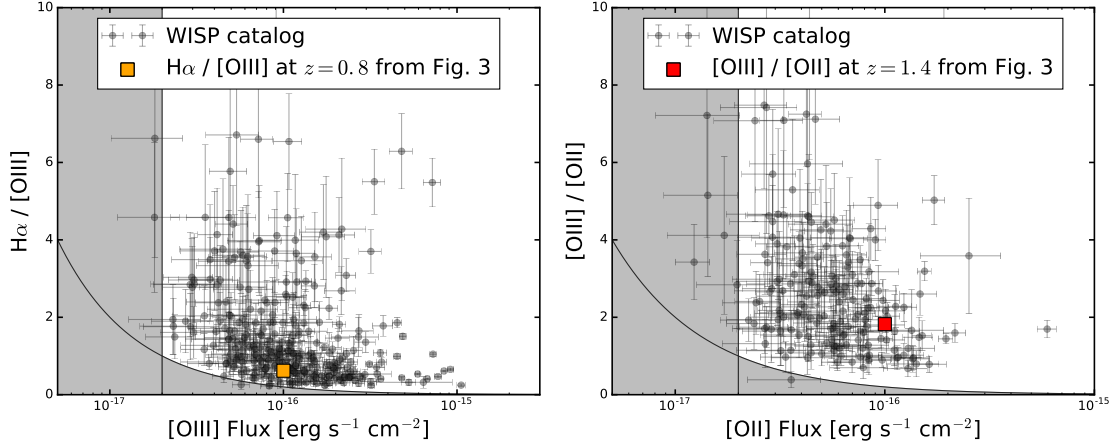 10
8
6
4
2
0
Hα / [OIII]
WISP catalog
Hα / [OIII] at z = 0.8 from Fig. 3
10⁻¹⁷
10⁻¹⁶
10⁻¹⁵
[OIII] Flux [erg s⁻¹ cm⁻²]
10
8
6
4
2
0
[OIII] / [OII]
WISP catalog
[OIII] / [OII] at z = 1.4 from Fig. 3
10⁻¹⁷
10⁻¹⁶
10⁻¹⁵
[OII] Flux [erg s⁻¹ cm⁻²]